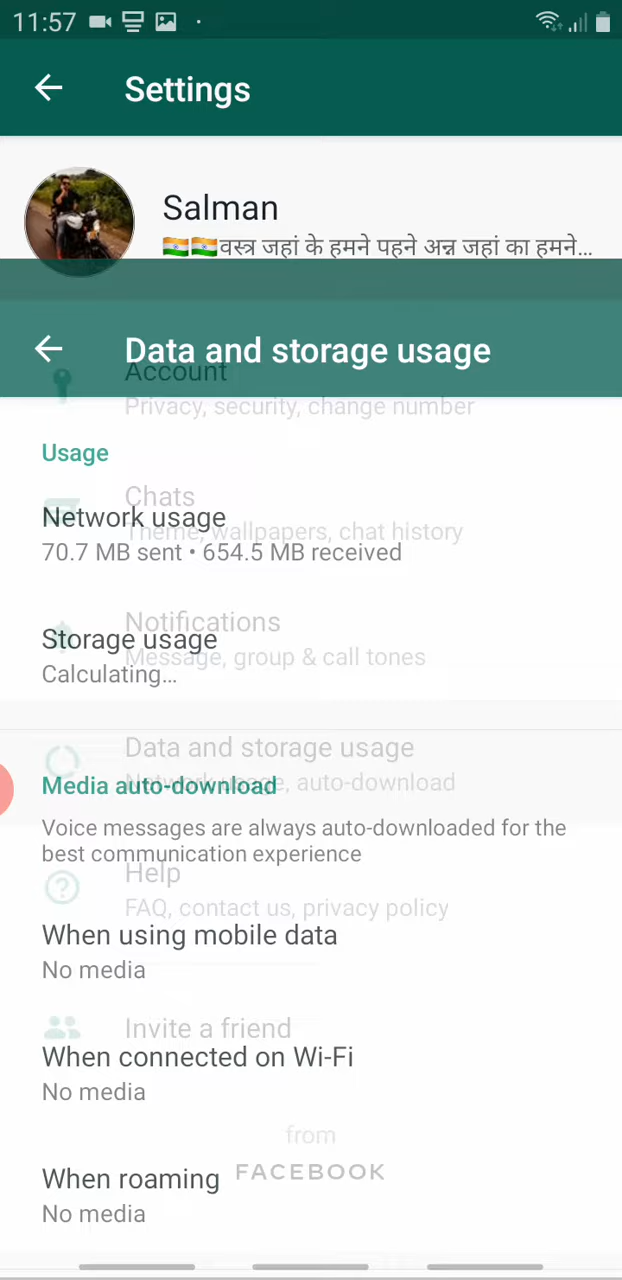 11:57
Settings
Salman
🇮🇳🇮🇳वस्त्र जहां के हमने पहने अन्न जहां का हमने...
Data and storage usage
Account
Privacy, security, change number
Usage
Chats
Network usage
Theme, wallpapers, chat history
70.7 MB sent • 654.5 MB received
Notifications
Storage usage
Message, group & call tones
Calculating...
Data and storage usage
Network usage, auto-download
Media auto-download
Voice messages are always auto-downloaded for the
best communication experience
Help
FAQ, contact us, privacy policy
When using mobile data
No media
Invite a friend
When connected on Wi-Fi
No media
from
FACEBOOK
When roaming
No media